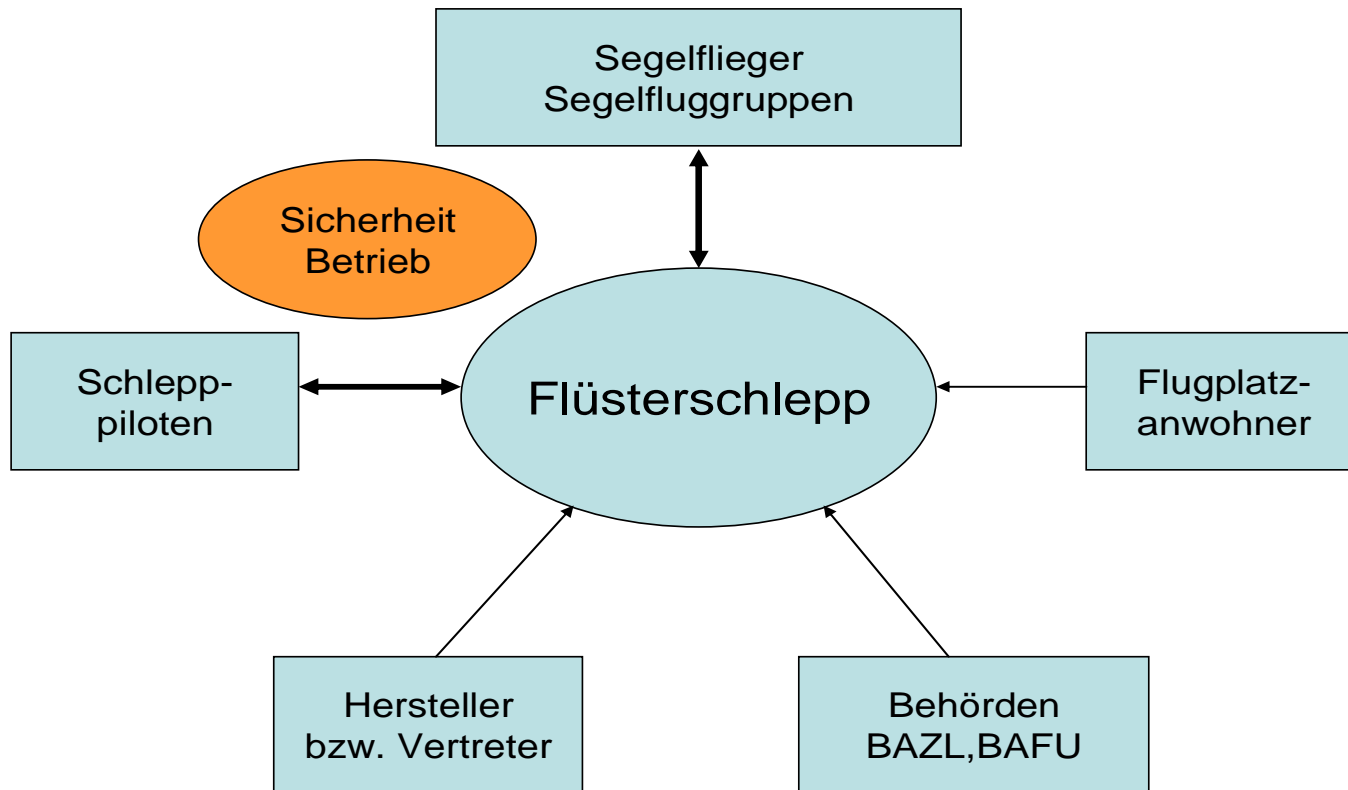 Segelflieger
Segelfluggruppen
Sicherheit
Betrieb
Schlepp-
piloten
Flüsterschlepp
Flugplatz-
anwohner
Hersteller
bzw. Vertreter
Behörden
BAZL,BAFU